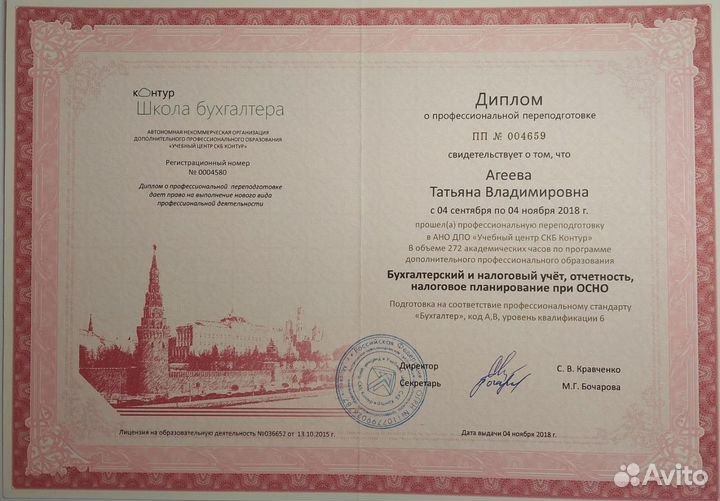 контур
Школа бухгалтера
АВТОНОМНАЯ НЕКОММЕРЧЕСКАЯ ОРГАНИЗАЦИЯ
ДОПОЛНИТЕЛЬНОГО ПРОФЕССИОНАЛЬНОГО ОБРАЗОВАНИЯ
«УЧЕБНЫЙ ЦЕНТР СКБ КОНТУР»
Регистрационный номер
№ 0004580
Диплом о профессиональной переподготовке
дает право на выполнение нового вида
профессиональной деятельности
Лицензия на образовательную деятельность №036652 от 13.10.2015 г.
Диплом
о профессиональной переподготовке
ПП № 004659
свидетельствует о том, что
Агеева
Татьяна Владимировна
с 04 сентября по 04 ноября 2018 г.
прошел(а) профессиональную переподготовку
в АНО ДПО «Учебный центр СКБ Контур»
В объеме 272 академических часов по программе
дополнительного профессионального образования
Бухгалтерский и налоговый учёт, отчетность,
налоговое планирование при ОСНО
Подготовка на соответствие профессиональному стандарту
«Бухгалтер», код А,В, уровень квалификации 6
Директор
С. В. Кравченко
Секретарь
М.Г. Бочарова
Дата выдачи 04 ноября 2018 г.
Avito